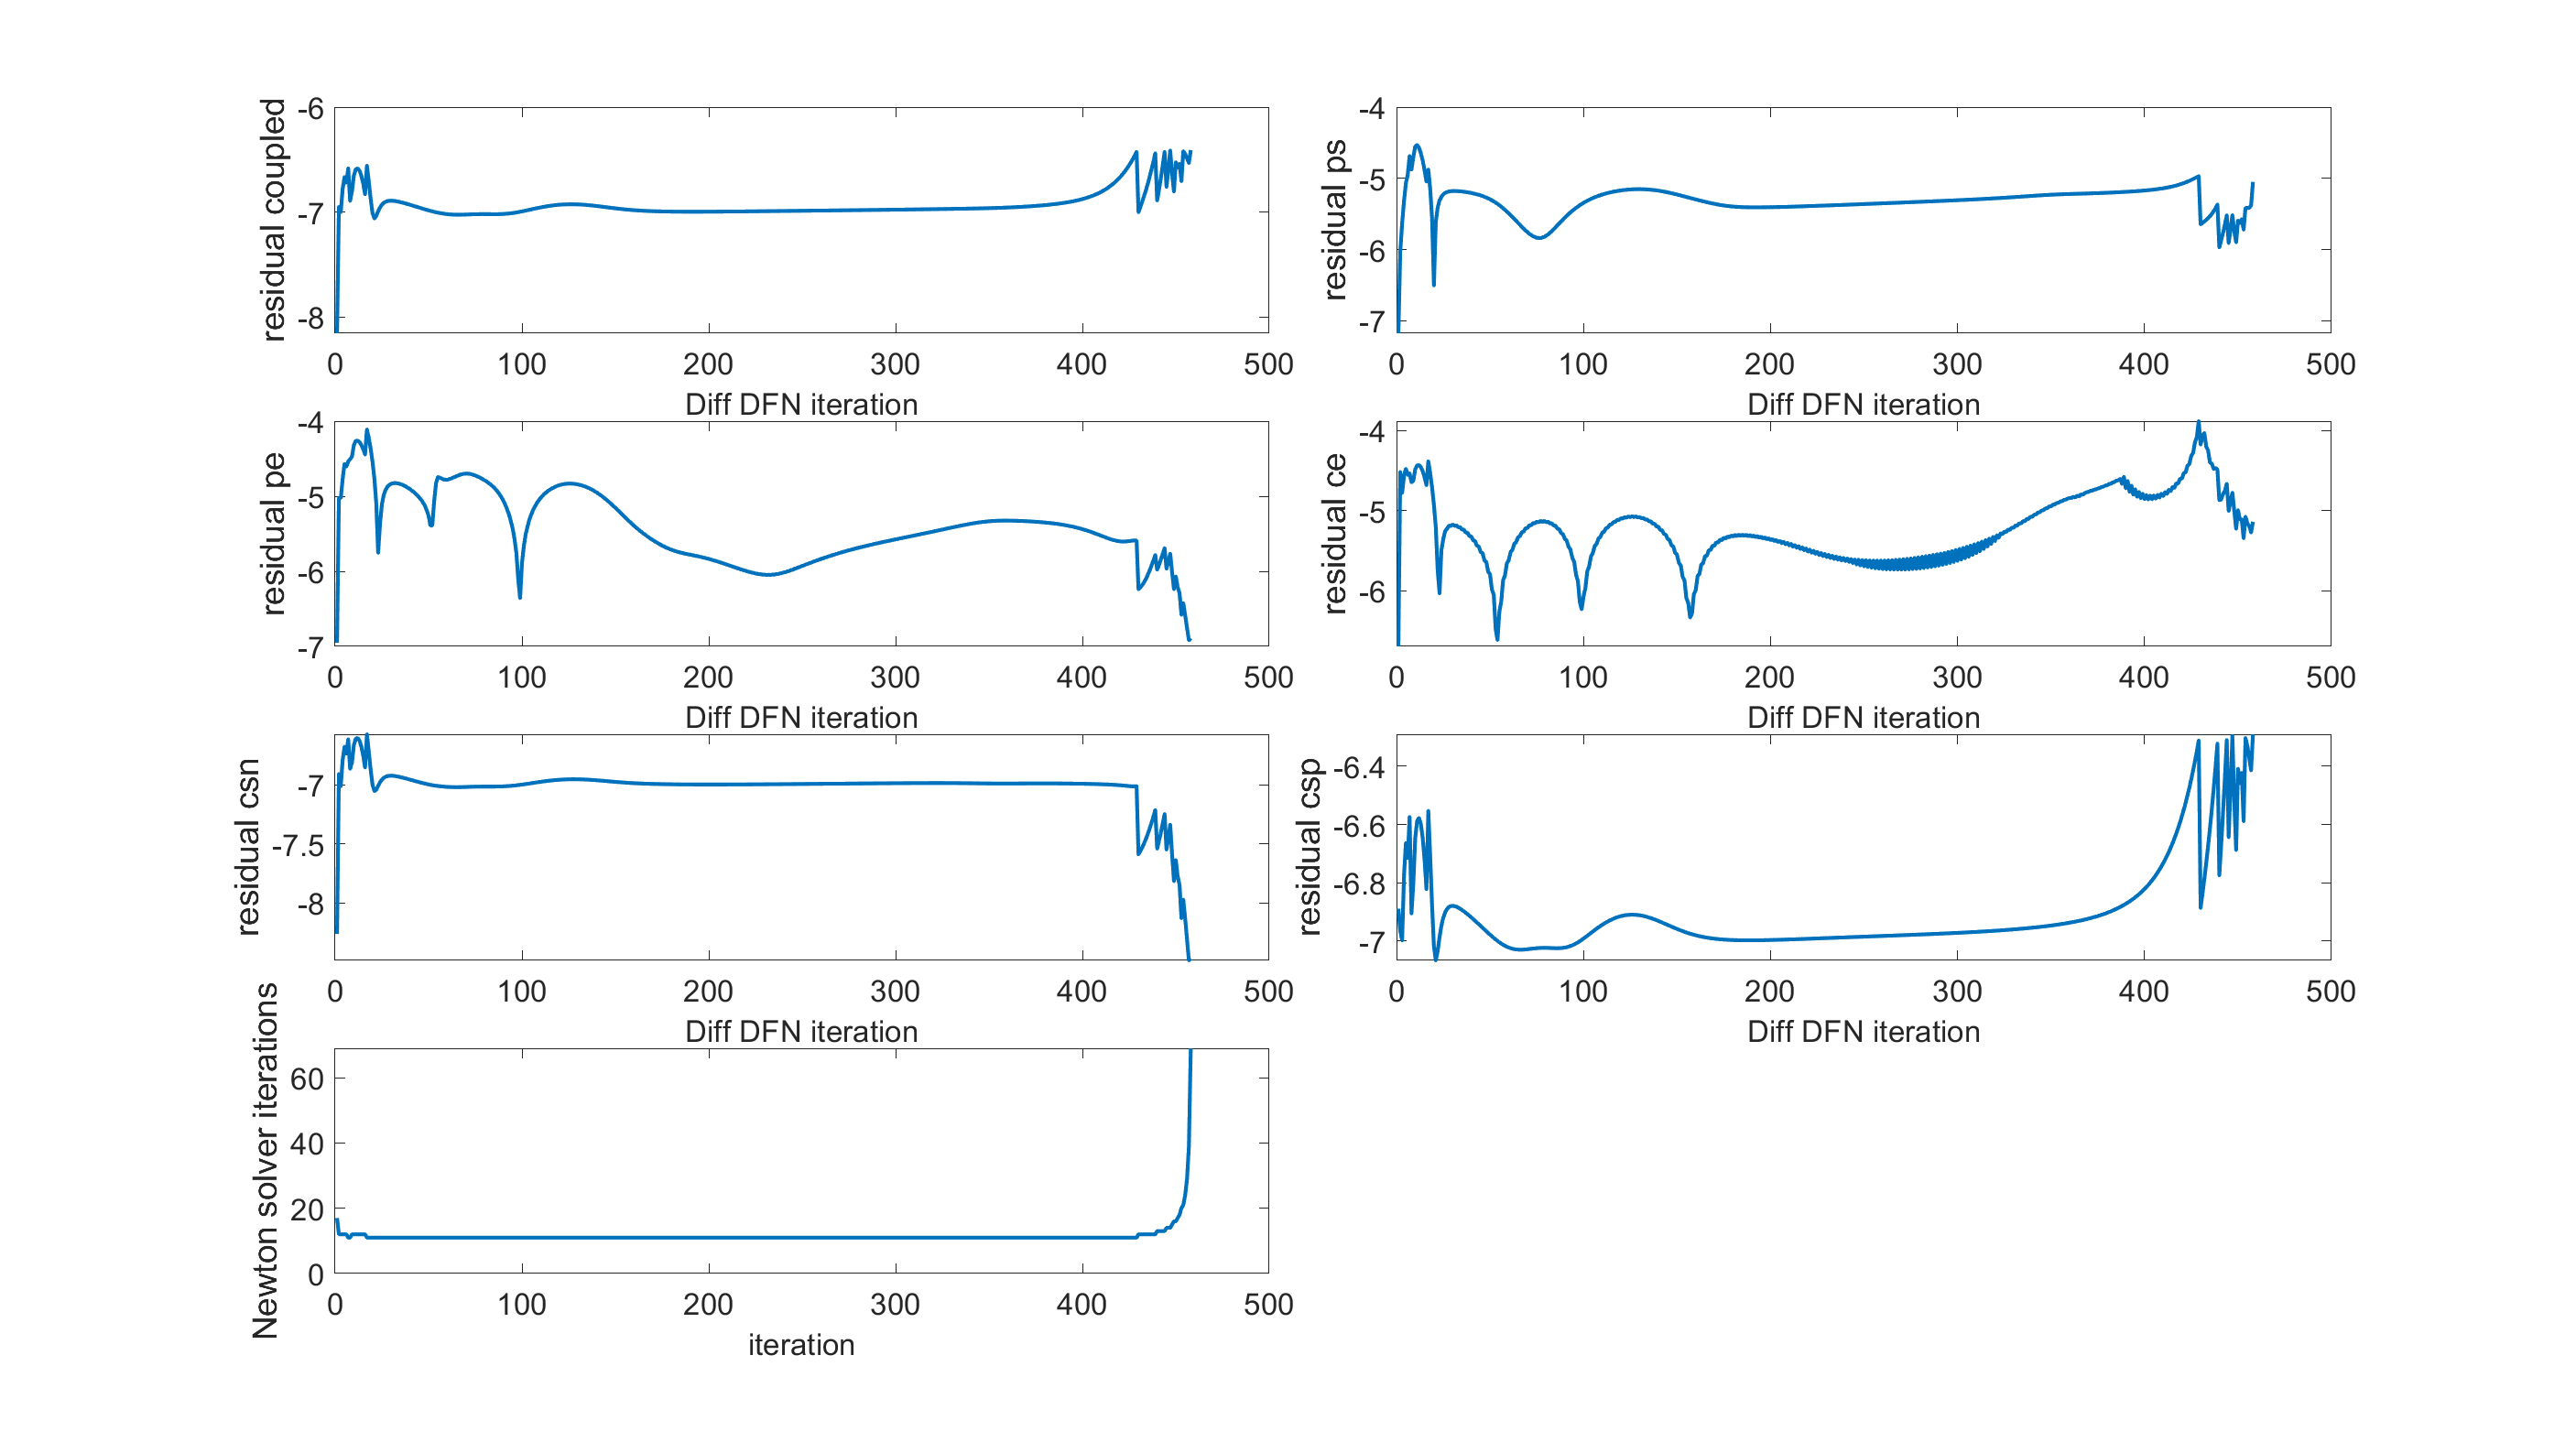 residual coupled
-6
-7
-8
0 100 200 300 400 500
Diff DFN iteration
residual ps
-4
-5
-6
-7
0 100 200 300 400 500
Diff DFN iteration
residual pe
-4
-5
-6
-7
0 100 200 300 400 500
Diff DFN iteration
residual ce
-4
-5
-6
0 100 200 300 400 500
Diff DFN iteration
residual csn
-7
-7.5
-8
0 100 200 300 400 500
Diff DFN iteration
residual csp
-6.4
-6.6
-6.8
-7
0 100 200 300 400 500
Diff DFN iteration
Newton solver iterations
60
40
20
0
0 100 200 300 400 500
iteration